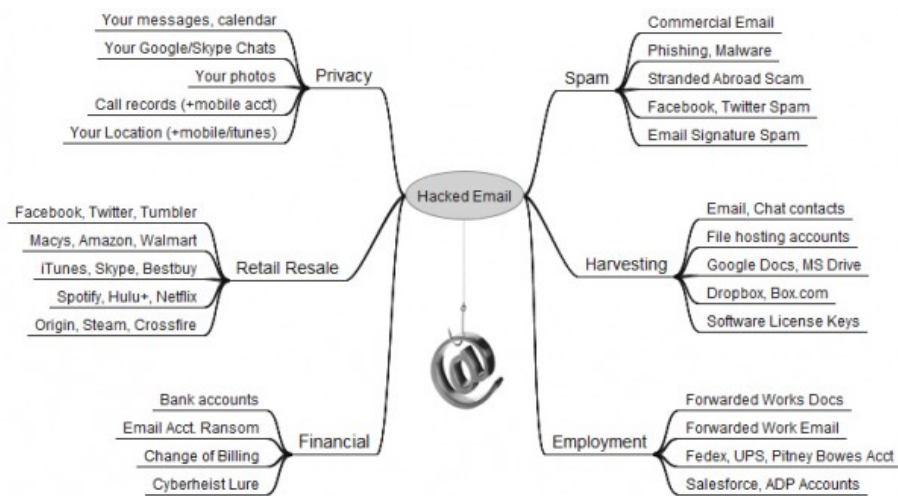 Hacked Email
Privacy
Your messages, calendar
Your Google/Skype Chats
Your photos
Call records (+mobile acct)
Your Location (+mobile/itunes)
Retail Resale
Facebook, Twitter, Tumbler
Macys, Amazon, Walmart
iTunes, Skype, Bestbuy
Spotify, Hulu+, Netflix
Origin, Steam, Crossfire
Financial
Bank accounts
Email Acct. Ransom
Change of Billing
Cyberheist Lure
Spam
Commercial Email
Phishing, Malware
Stranded Abroad Scam
Facebook, Twitter Spam
Email Signature Spam
Harvesting
Email, Chat contacts
File hosting accounts
Google Docs, MS Drive
Dropbox, Box.com
Software License Keys
Employment
Forwarded Works Docs
Forwarded Work Email
Fedex, UPS, Pitney Bowes Acct
Salesforce, ADP Accounts
@